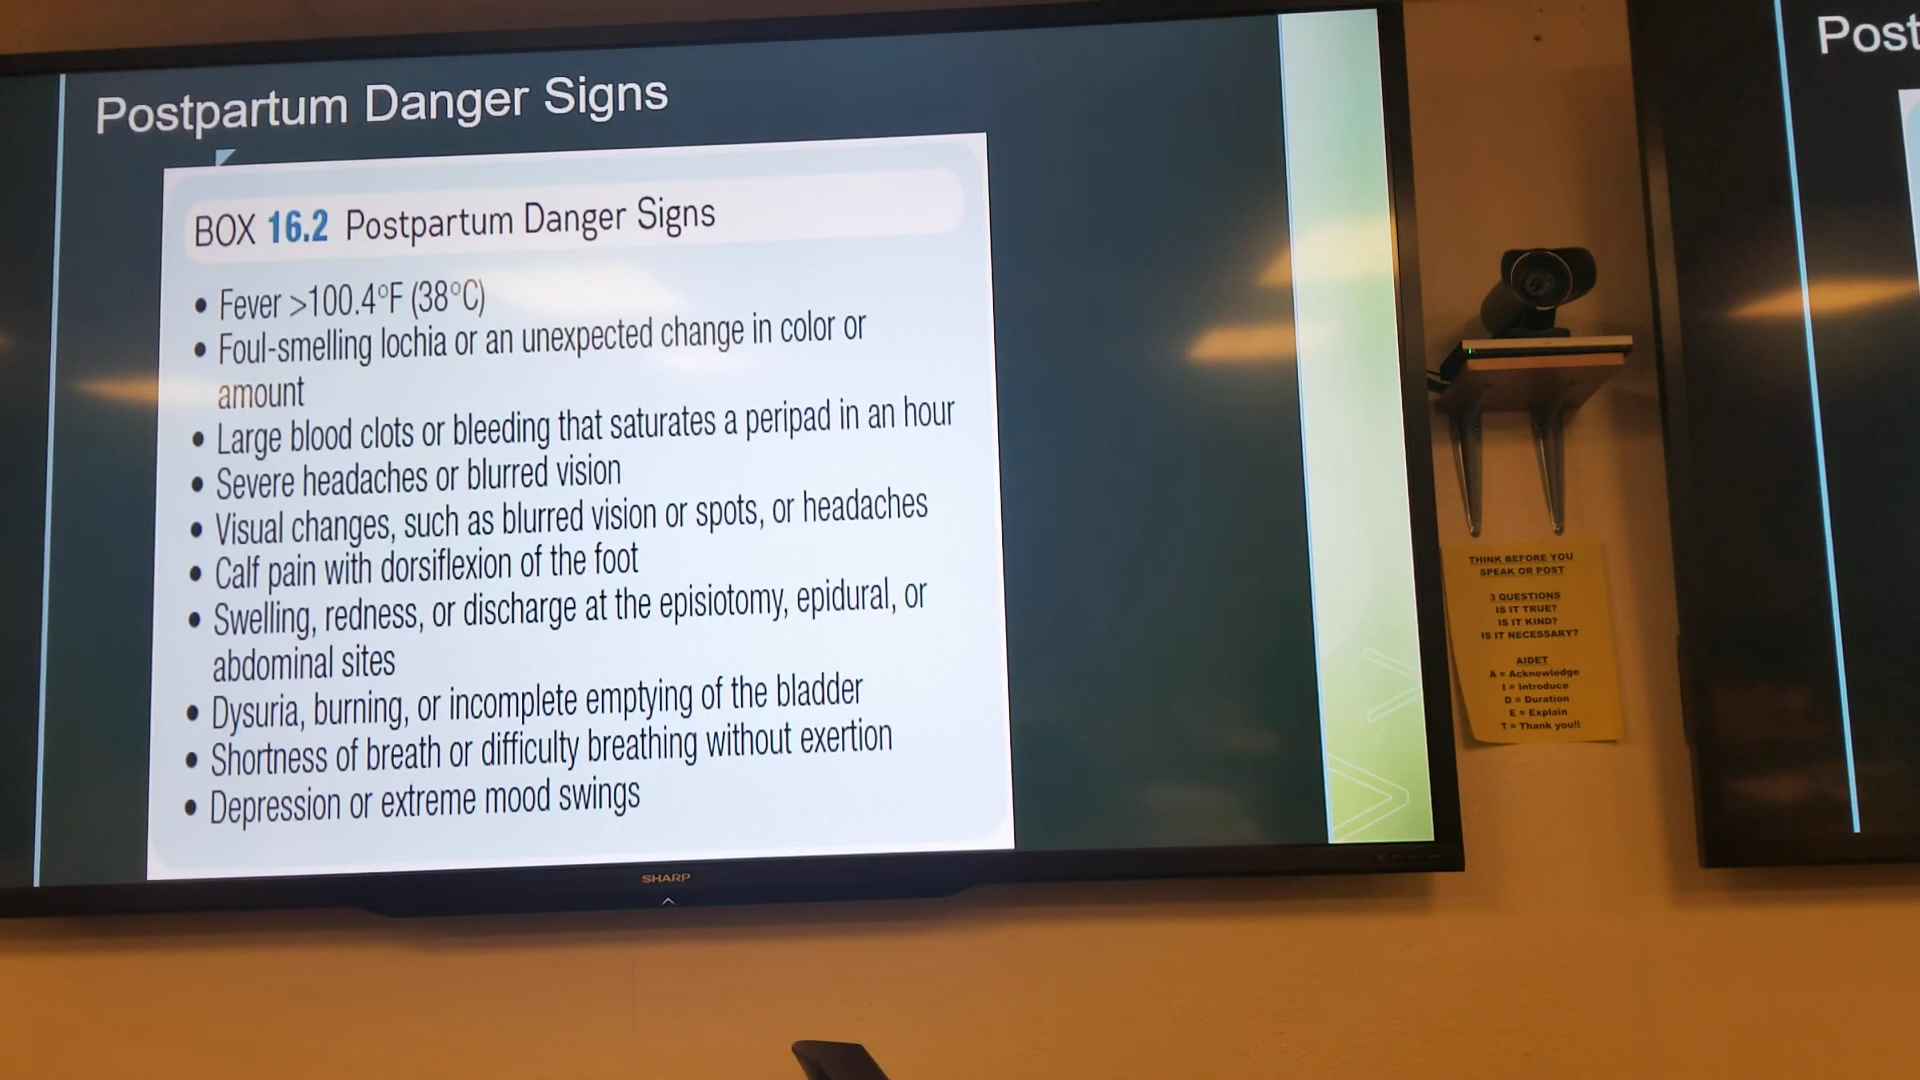 Postpartum Danger Signs
BOX 16.2 Postpartum Danger Signs
• Fever >100.4°F (38°C)
• Foul-smelling lochia or an unexpected change in color or
amount
• Large blood clots or bleeding that saturates a peripad in an hour
• Severe headaches or blurred vision
• Visual changes, such as blurred vision or spots, or headaches
• Calf pain with dorsiflexion of the foot
• Swelling, redness, or discharge at the episiotomy, epidural, or
abdominal sites
• Dysuria, burning, or incomplete emptying of the bladder
• Shortness of breath or difficulty breathing without exertion
• Depression or extreme mood swings
SHARP
THINK BEFORE YOU
SPEAK OR POST
3 QUESTIONS
IS IT TRUE?
IS IT KIND?
IS IT NECESSARY?
AIDET
A = Acknowledge
I = Introduce
D = Duration
E = Explain
T = Thank you!!
Post